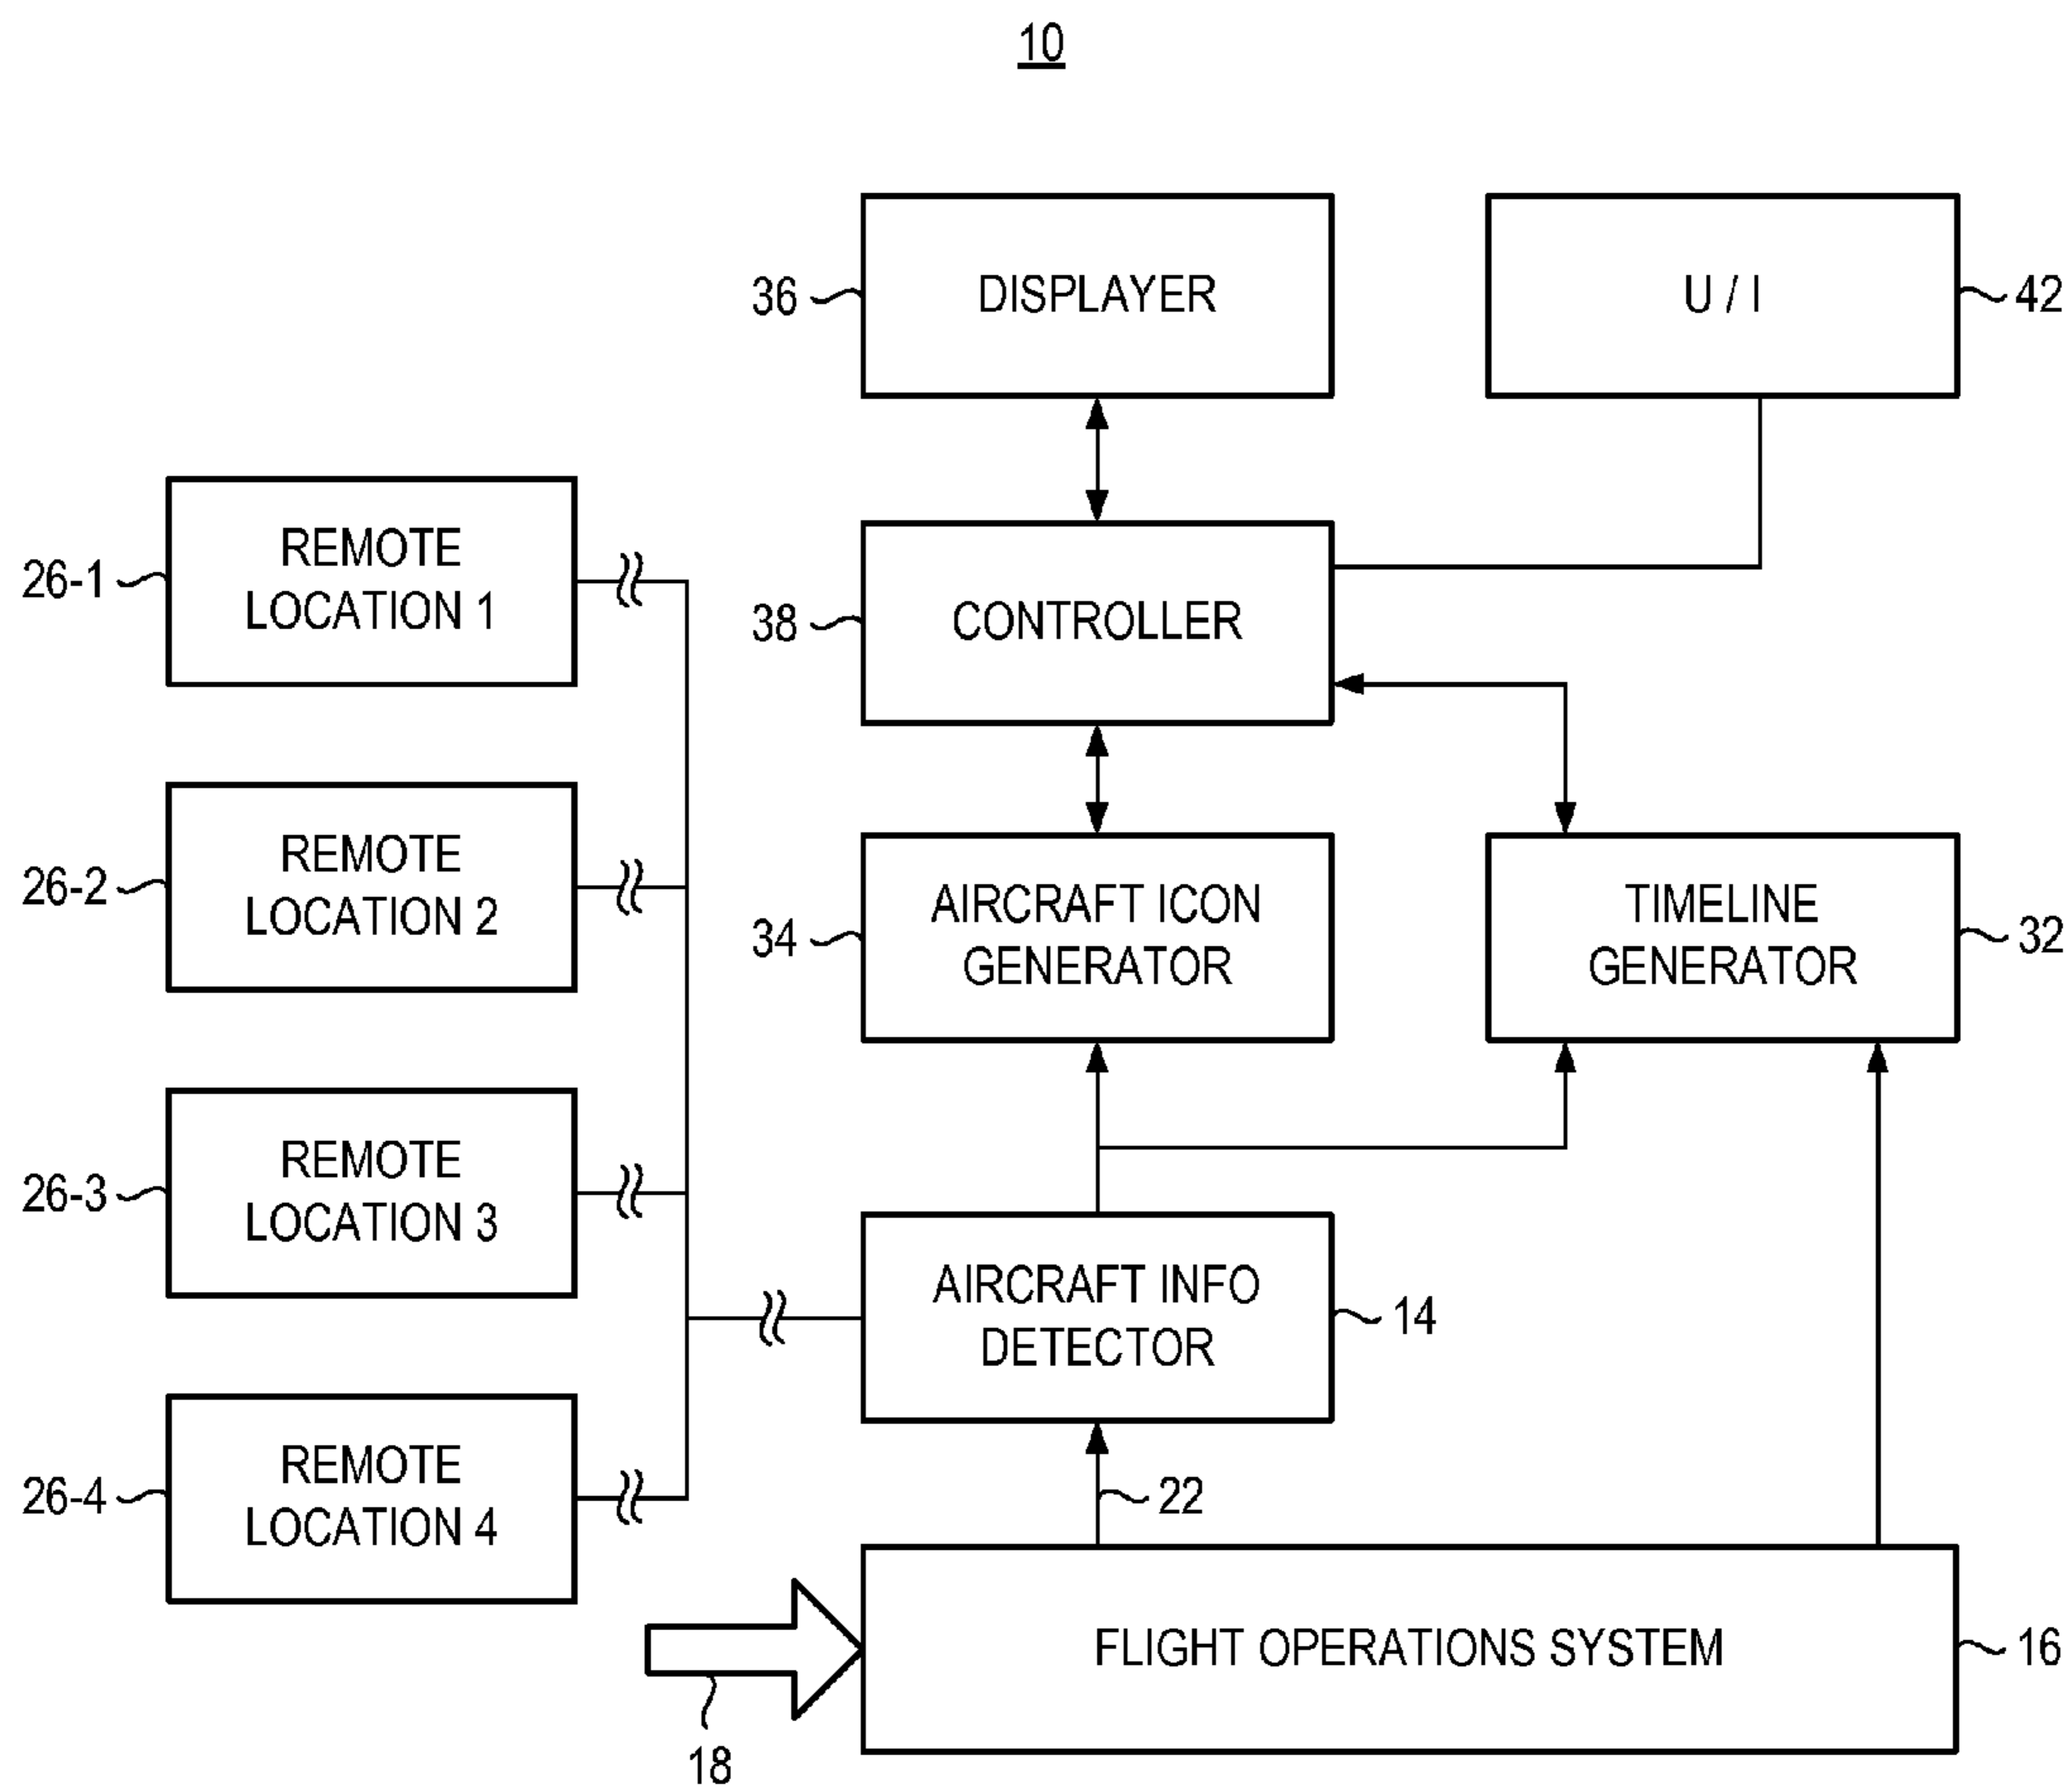 10
36
DISPLAYER
U / I
42
26-1
REMOTE
LOCATION 1
38
CONTROLLER
26-2
REMOTE
LOCATION 2
34
AIRCRAFT ICON
GENERATOR
TIMELINE
GENERATOR
32
26-3
REMOTE
LOCATION 3
AIRCRAFT INFO
DETECTOR
14
26-4
REMOTE
LOCATION 4
22
FLIGHT OPERATIONS SYSTEM
16
18